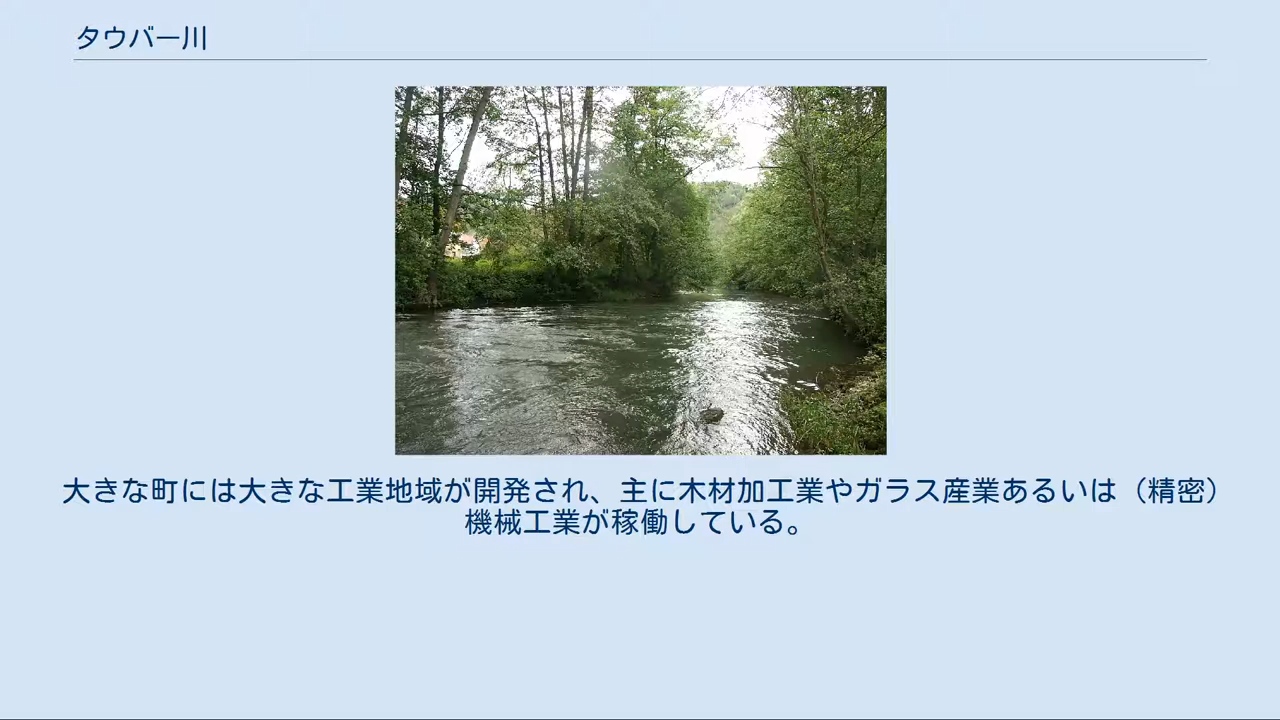 タウバー川
大きな町には大きな工業地域が開発され、主に木材加工業やガラス産業あるいは（精密）
機械工業が稼働している。